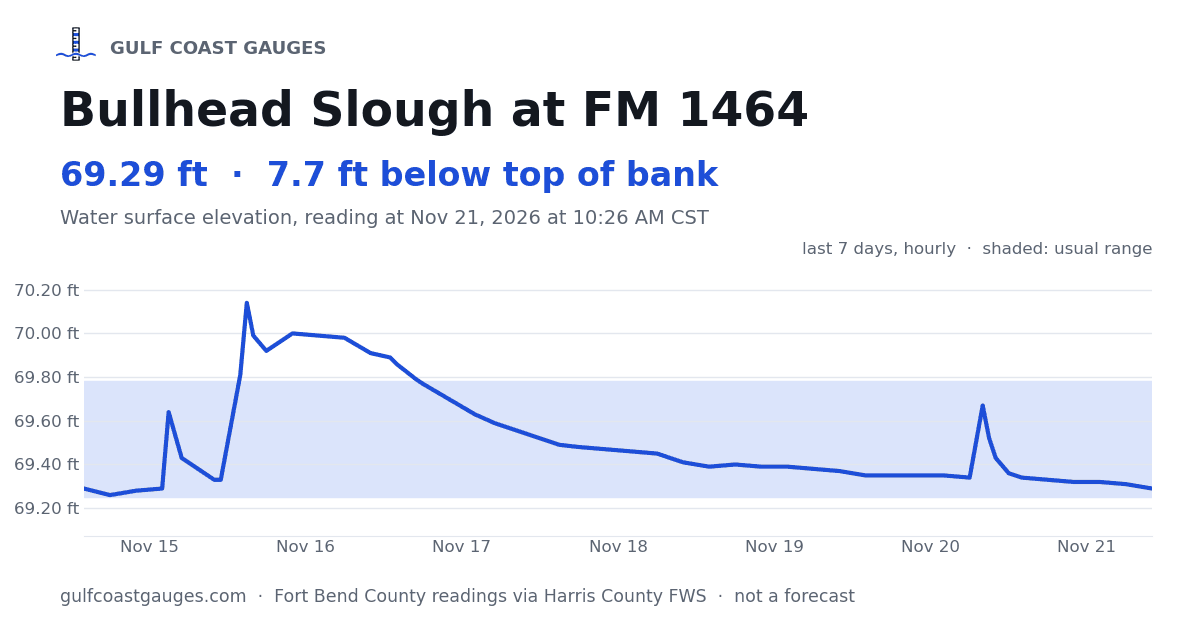 GULF COAST GAUGES
Bullhead Slough at FM 1464
69.29 ft · 7.7 ft below top of bank
Water surface elevation, reading at Nov 21, 2026 at 10:26 AM CST
last 7 days, hourly · shaded: usual range
70.20 ft
70.00 ft
69.80 ft
69.60 ft
69.40 ft
69.20 ft
Nov 15 Nov 16 Nov 17 Nov 18 Nov 19 Nov 20 Nov 21
gulfcoastgauges.com · Fort Bend County readings via Harris County FWS · not a forecast